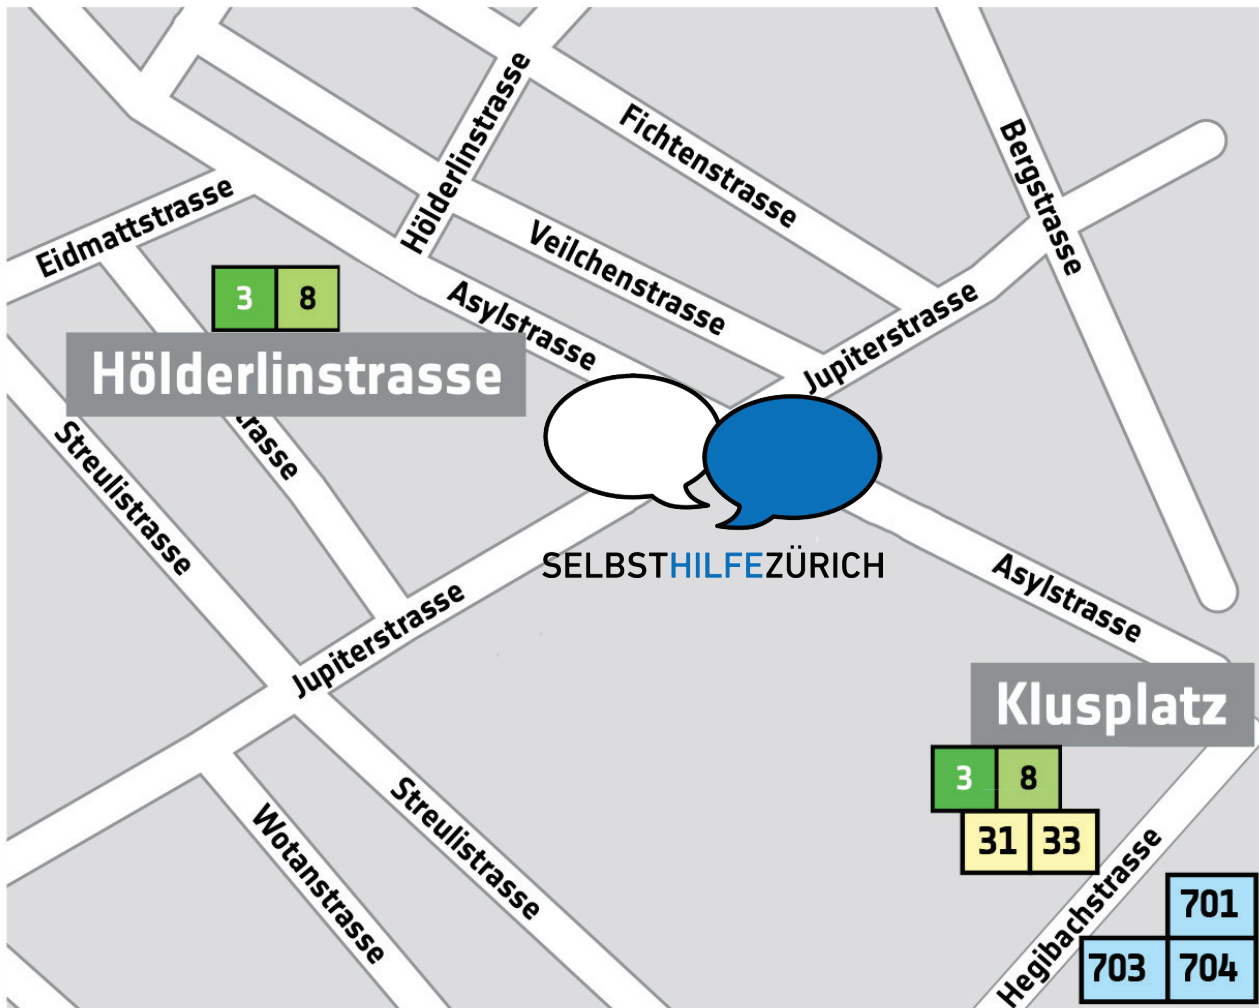 Hölderlinstrasse
Fichtenstrasse
Bergstrasse
Eidmattstrasse
Veilchenstrasse
3 8
Asylstrasse
Jupiterstrasse
Hölderlinstrasse
trasse
Streulistrasse
SELBSTHILFEZÜRICH
Asylstrasse
Jupiterstrasse
Klusplatz
3 8
31 33
Streulistrasse
Wotanstrasse
Hegibachstrasse
701
703 704